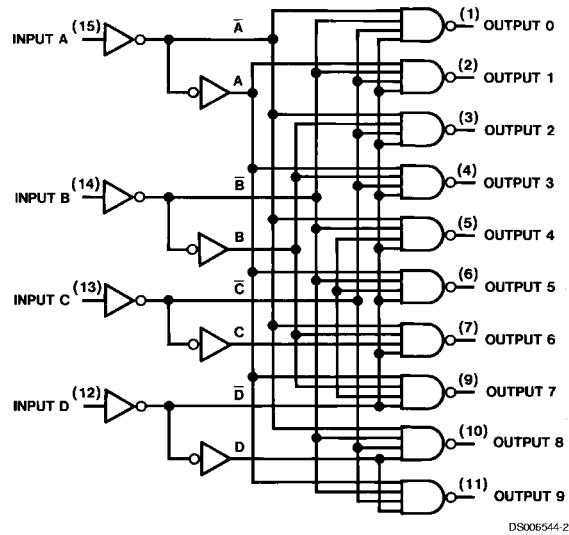 (1) OUTPUT 0
INPUT A (15) A̅
(2) OUTPUT 1
A
(3) OUTPUT 2
(4) OUTPUT 3
INPUT B (14) B̅
(5) OUTPUT 4
B
(6) OUTPUT 5
INPUT C (13) C̅
(7) OUTPUT 6
C
(9) OUTPUT 7
INPUT D (12) D̅
(10) OUTPUT 8
D
(11) OUTPUT 9
DS006544-2